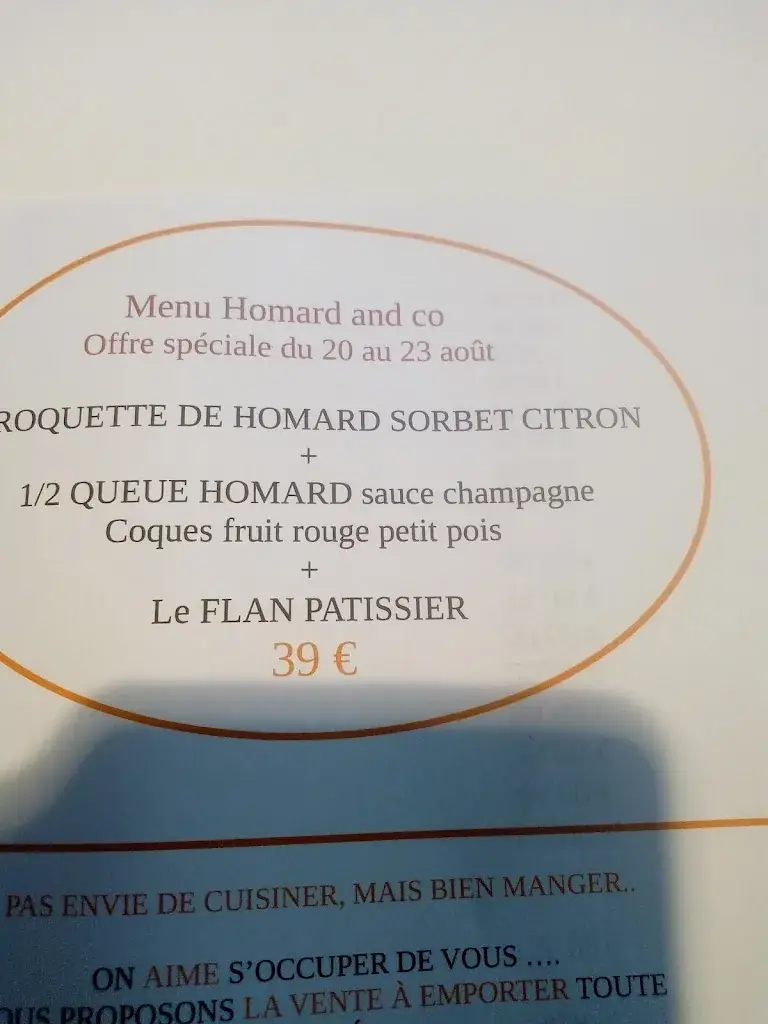 Menu Homard and co
Offre spéciale du 20 au 23 août
ROQUETTE DE HOMARD SORBET CITRON
+
1/2 QUEUE HOMARD sauce champagne
Coques fruit rouge petit pois
+
Le FLAN PATISSIER
39 €
PAS ENVIE DE CUISINER, MAIS BIEN MANGER..
ON AIME S’OCCUPER DE VOUS ....
OUS PROPOSONS LA VENTE À EMPORTER TOUTE